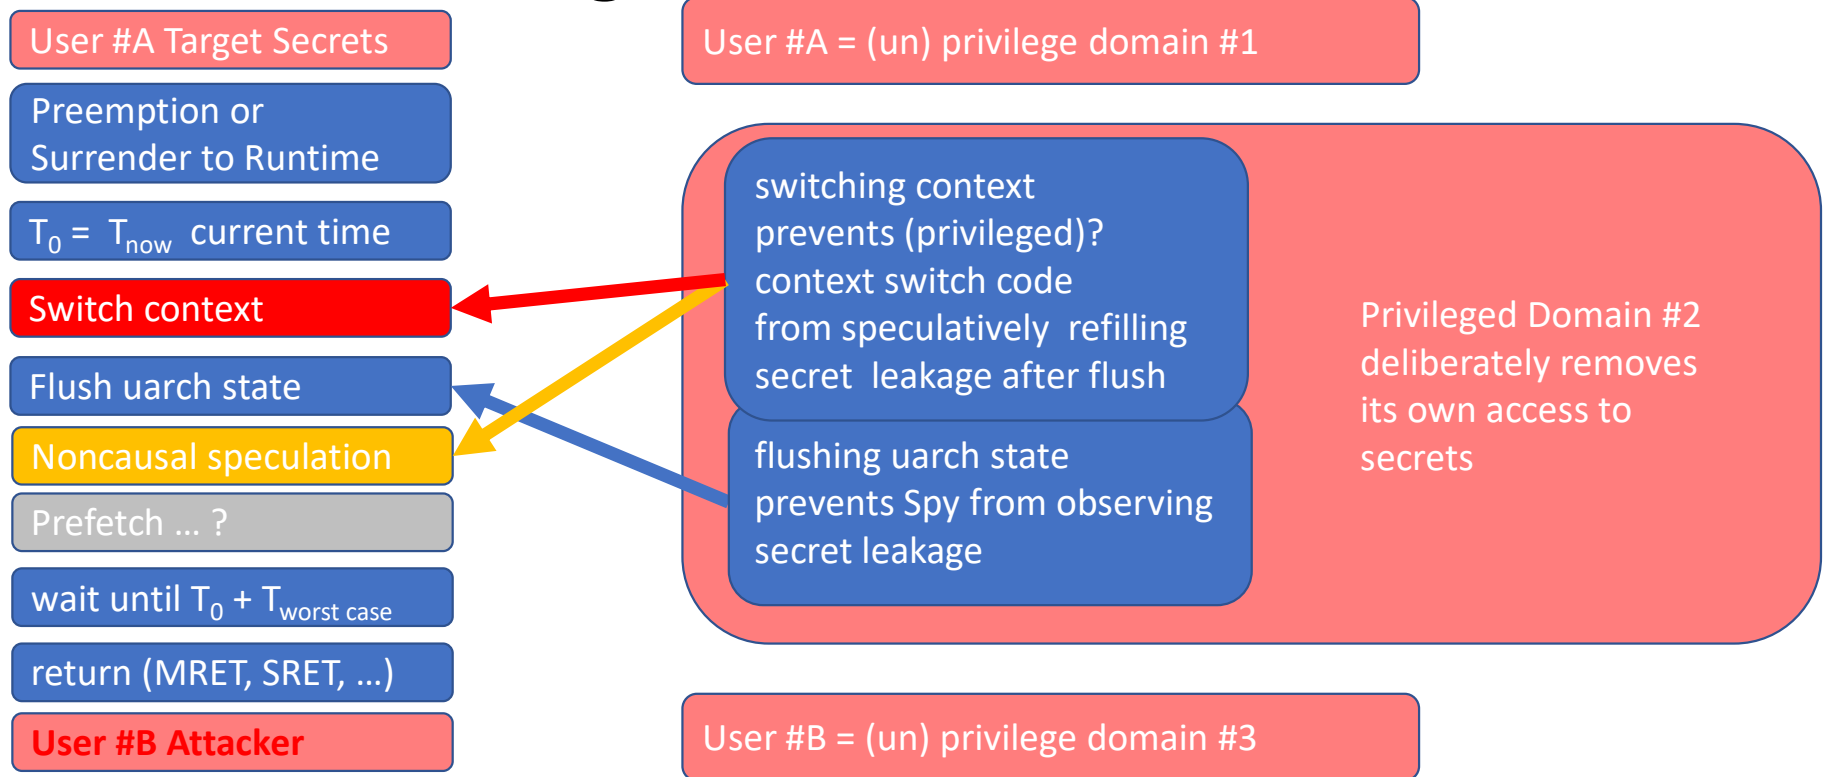 User #A Target Secrets
Preemption or
Surrender to Runtime
T0 = Tnow current time
Switch context
Flush uarch state
Noncausal speculation
Prefetch ... ?
wait until T0 + Tworst case
return (MRET, SRET, ...)
User #B Attacker
User #A = (un) privilege domain #1
switching context
prevents (privileged)?
context switch code
from speculatively refilling
secret leakage after flush
flushing uarch state
prevents Spy from observing
secret leakage
Privileged Domain #2
deliberately removes
its own access to
secrets
User #B = (un) privilege domain #3